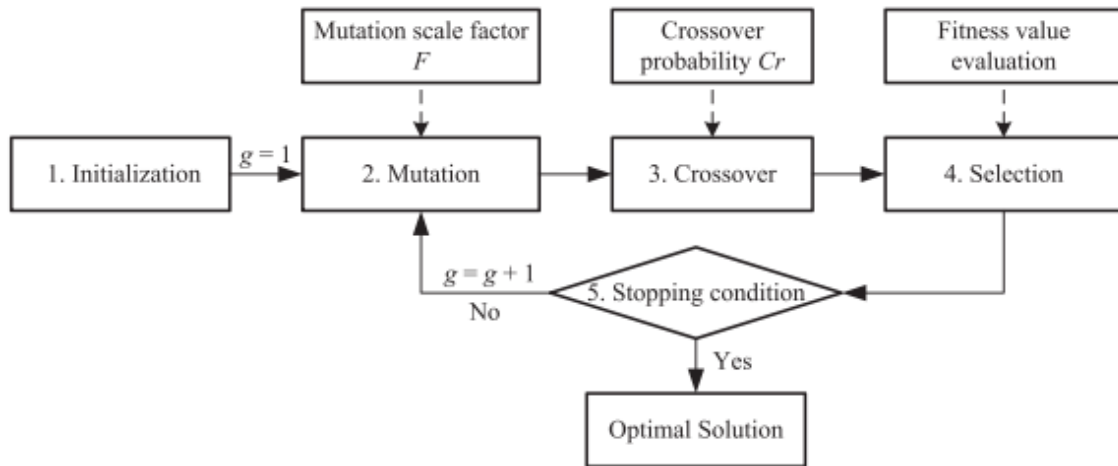 Mutation scale factor
F
Crossover
probability Cr
Fitness value
evaluation
1. Initialization
g = 1
2. Mutation
3. Crossover
4. Selection
g = g + 1
No
5. Stopping condition
Yes
Optimal Solution